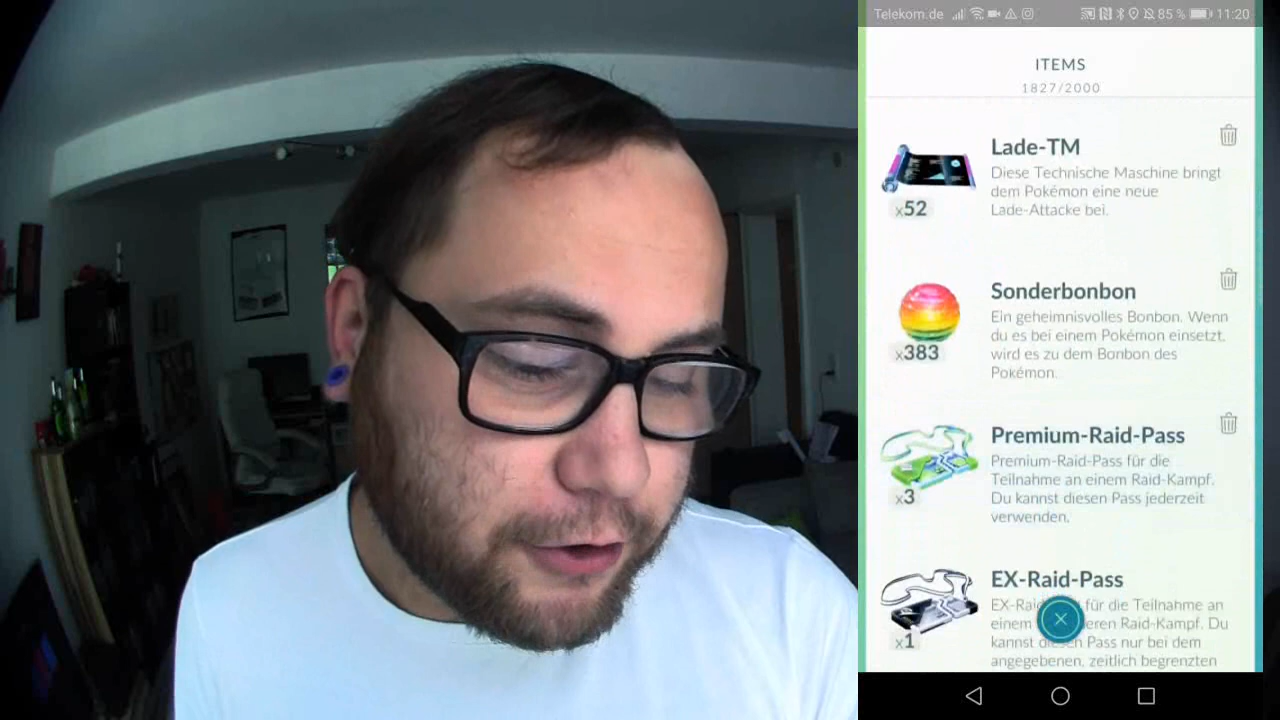 Telekom.de 85 % 11:20
ITEMS
1827/2000
Lade-TM
Diese Technische Maschine bringt
dem Pokémon eine neue
Lade-Attacke bei.
x52
Sonderbonbon
Ein geheimnisvolles Bonbon. Wenn
du es bei einem Pokémon einsetzt,
wird es zu dem Bonbon des
Pokémon.
x383
Premium-Raid-Pass
Premium-Raid-Pass für die
Teilnahme an einem Raid-Kampf.
Du kannst diesen Pass jederzeit
verwenden.
x3
EX-Raid-Pass
für die Teilnahme an
einem Raid-Kampf. Du
kannst diesen Pass nur bei dem
angegebenen, zeitlich begrenzten
x1